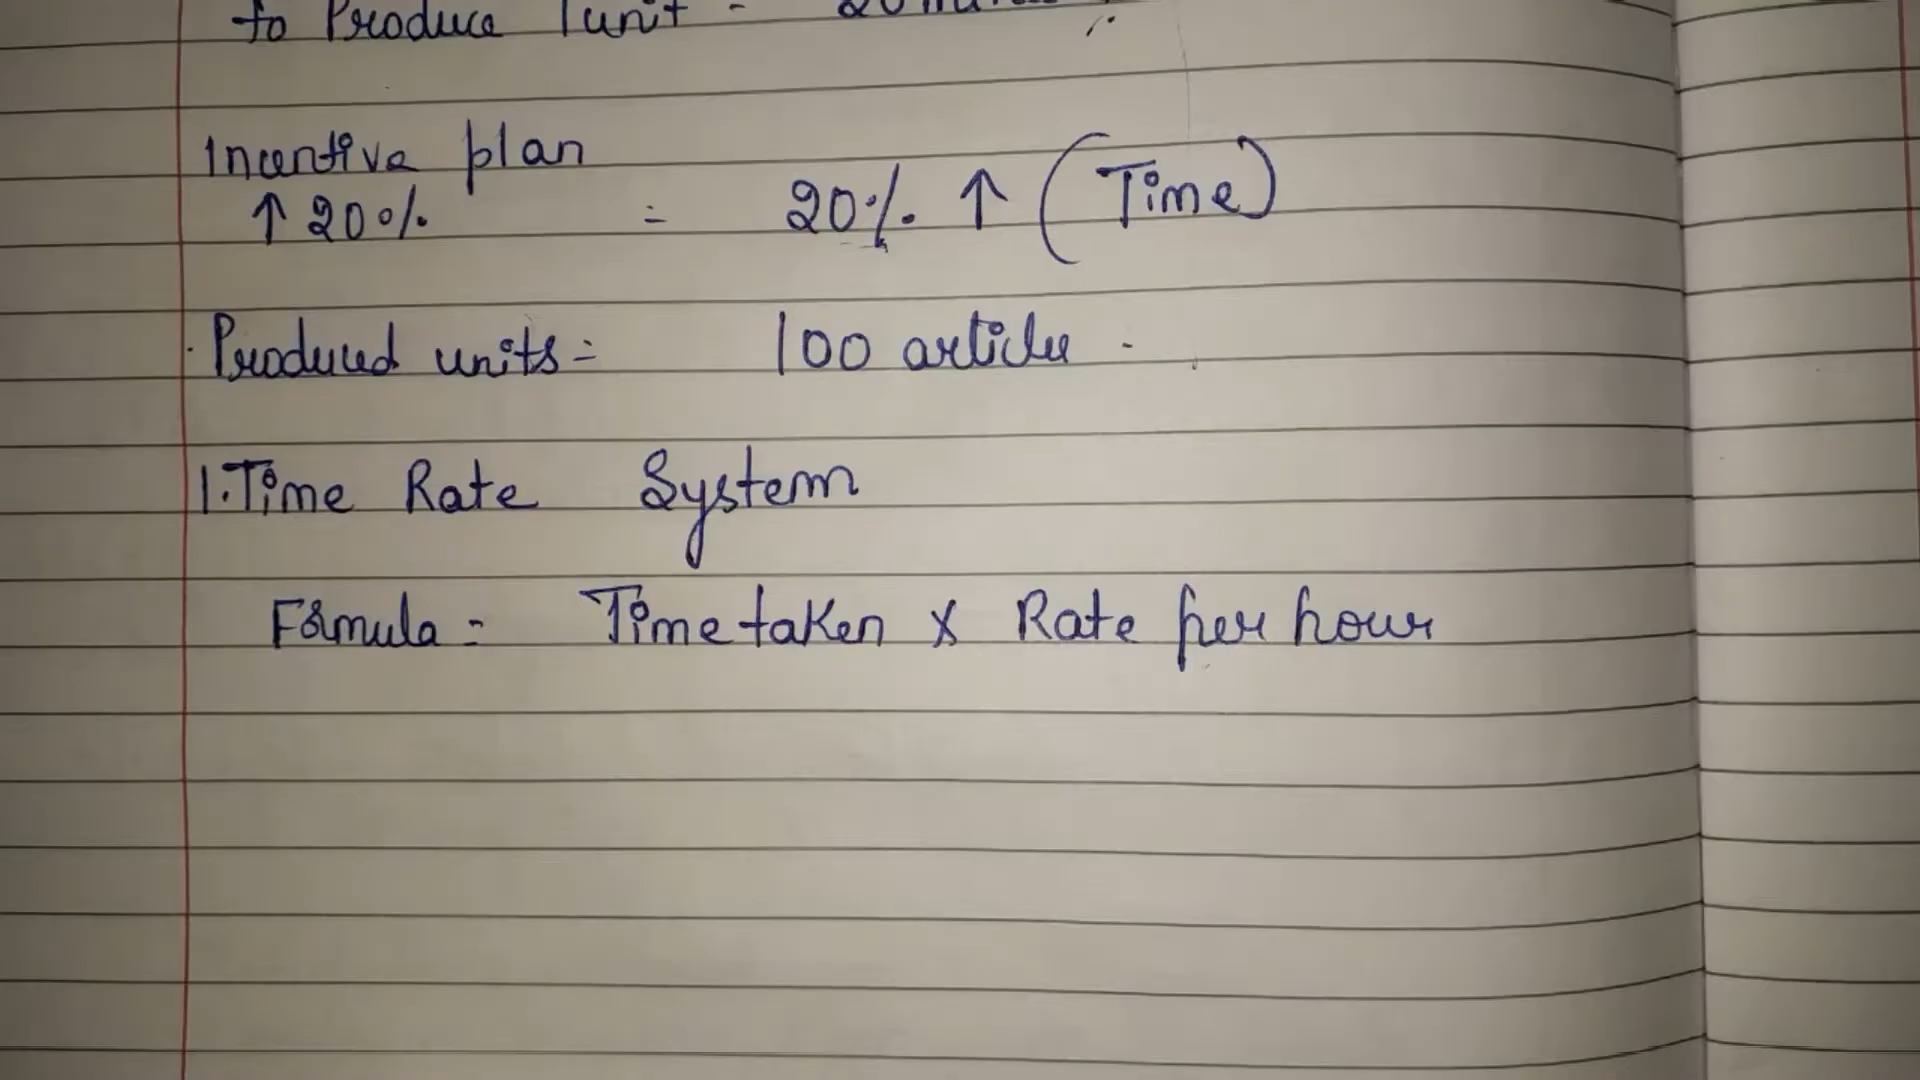 to Produce 1 unit -
Incentive plan
↑ 20% = 20% ↑ (Time)
Produced units = 100 article -
1. Time Rate System
Formula = Time taken x Rate per hour